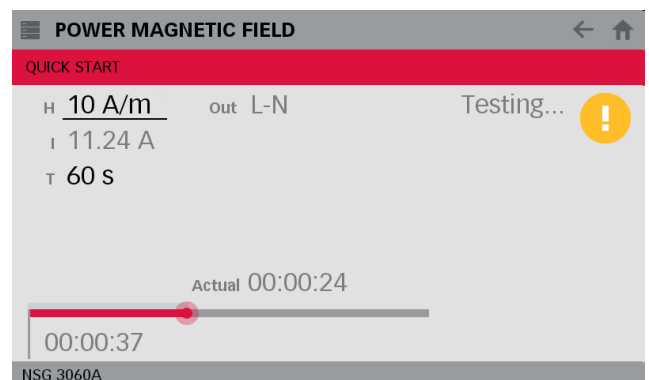 POWER MAGNETIC FIELD
QUICK START
H 10 A/m Out L-N Testing... !
I 11.24 A
T 60 s
Actual 00:00:24
00:00:37
NSG 3060A